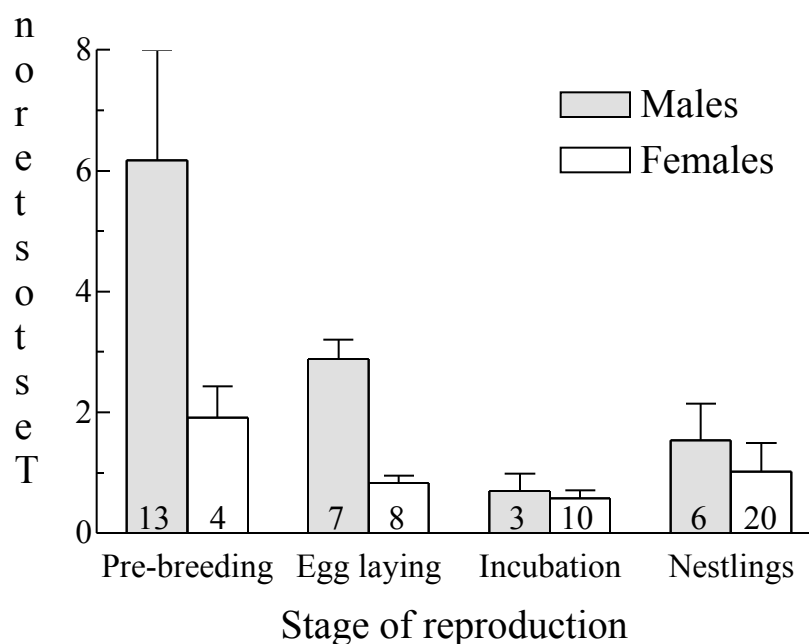 Testosteron
8
6
4
2
0
Males
Females
13 4 7 8 3 10 6 20
Pre-breeding Egg laying Incubation Nestlings
Stage of reproduction